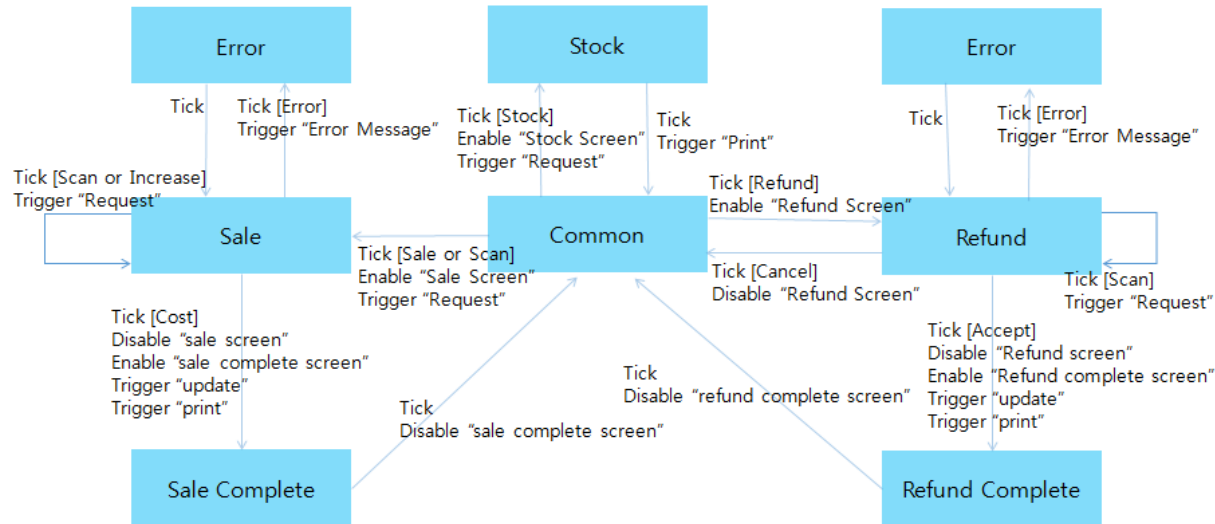 Error
Stock
Error
Tick
Tick [Error]
Trigger “Error Message”
Tick [Stock]
Enable “Stock Screen”
Trigger “Request”
Tick
Trigger “Print”
Tick
Tick [Error]
Trigger “Error Message”
Tick [Scan or Increase]
Trigger “Request”
Tick [Refund]
Enable “Refund Screen”
Sale
Common
Refund
Tick [Sale or Scan]
Enable “Sale Screen”
Trigger “Request”
Tick [Cancel]
Disable “Refund Screen”
Tick [Scan]
Trigger “Request”
Tick [Cost]
Disable “sale screen”
Enable “sale complete screen”
Trigger “update”
Trigger “print”
Tick [Accept]
Disable “Refund screen”
Enable “Refund complete screen”
Trigger “update”
Trigger “print”
Tick
Disable “refund complete screen”
Tick
Disable “sale complete screen”
Sale Complete
Refund Complete